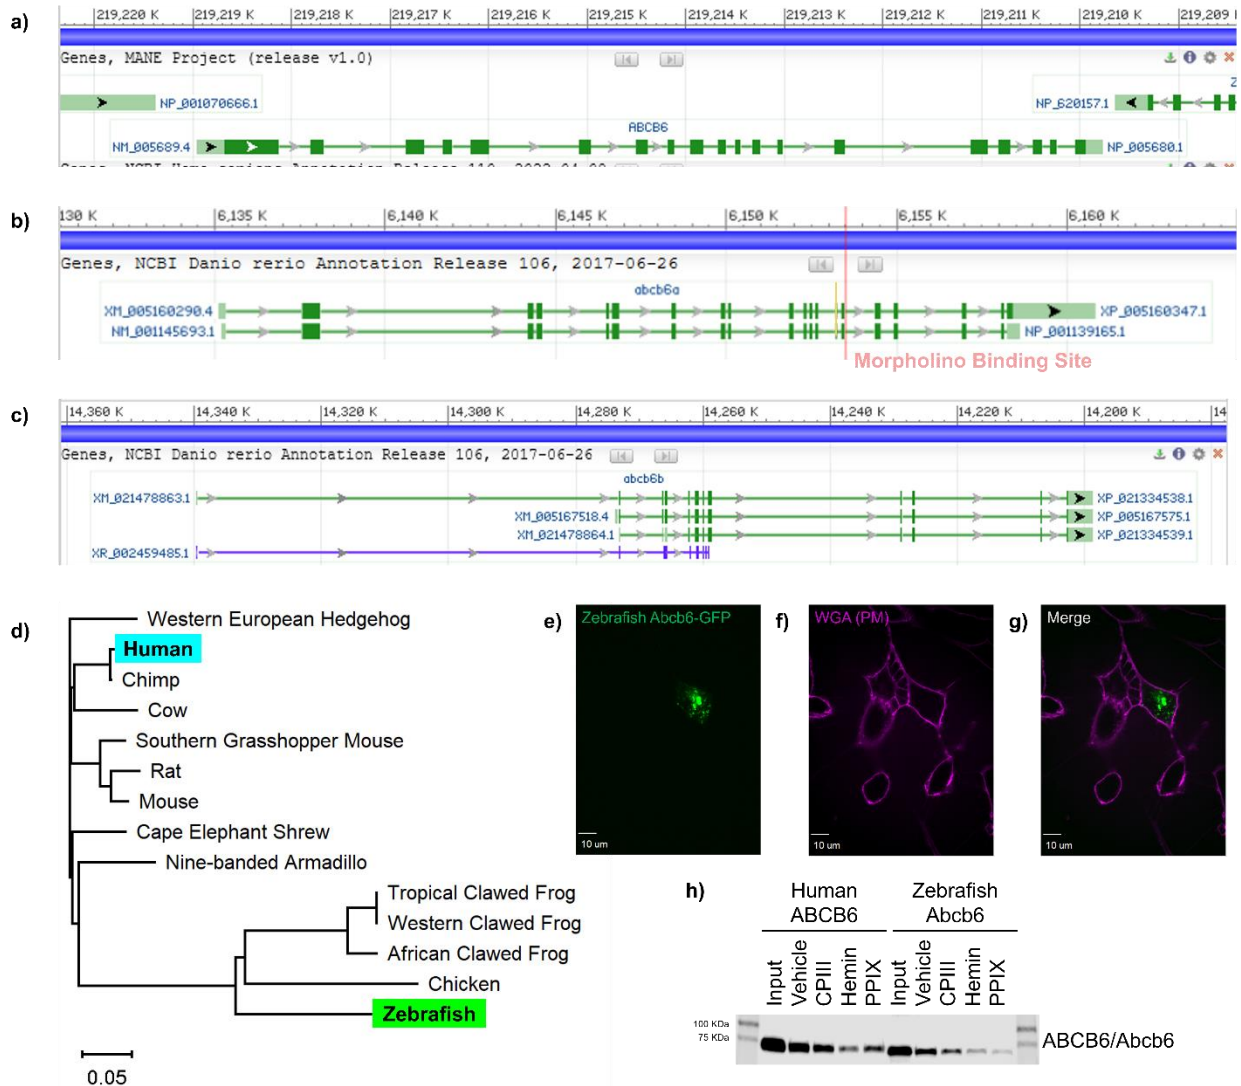 a)
219,220 K
219,219 K
219,218 K
219,217 K
219,216 K
219,215 K
219,214 K
219,213 K
219,212 K
219,211 K
219,210 K
219,209
Genes, MANE Project (release v1.0)
NP_001070666.1
NP_620157.1
Z
ABCB6
NM_005689.4
NP_005680.1
b)
130 K
6,135 K
6,140 K
6,145 K
6,150 K
6,155 K
6,160 K
Genes, NCBI Danio rerio Annotation Release 106, 2017-06-26
abcb6a
XM_005160290.4
XP_005160347.1
NM_001145693.1
NP_001139165.1
Morpholino Binding Site
c)
14,360 K
14,340 K
14,320 K
14,300 K
14,280 K
14,260 K
14,240 K
14,220 K
14,200 K
14
Genes, NCBI Danio rerio Annotation Release 106, 2017-06-26
abcb6b
XM_021478863.1
XP_021334538.1
XM_005167518.4
XP_005167575.1
XM_021478864.1
XP_021334539.1
XR_002459485.1
d)
Western European Hedgehog
Human
Chimp
Cow
Southern Grasshopper Mouse
Rat
Mouse
Cape Elephant Shrew
Nine-banded Armadillo
Tropical Clawed Frog
Western Clawed Frog
African Clawed Frog
Chicken
Zebrafish
0.05
e)
Zebrafish Abcb6-GFP
10 um
f)
WGA (PM)
10 um
g)
Merge
10 um
h)
Human
ABCB6
Zebrafish
Abcb6
Input
Vehicle
CPIII
Hemin
PPIX
Input
Vehicle
CPIII
Hemin
PPIX
100 KDa
75 KDa
ABCB6/Abcb6